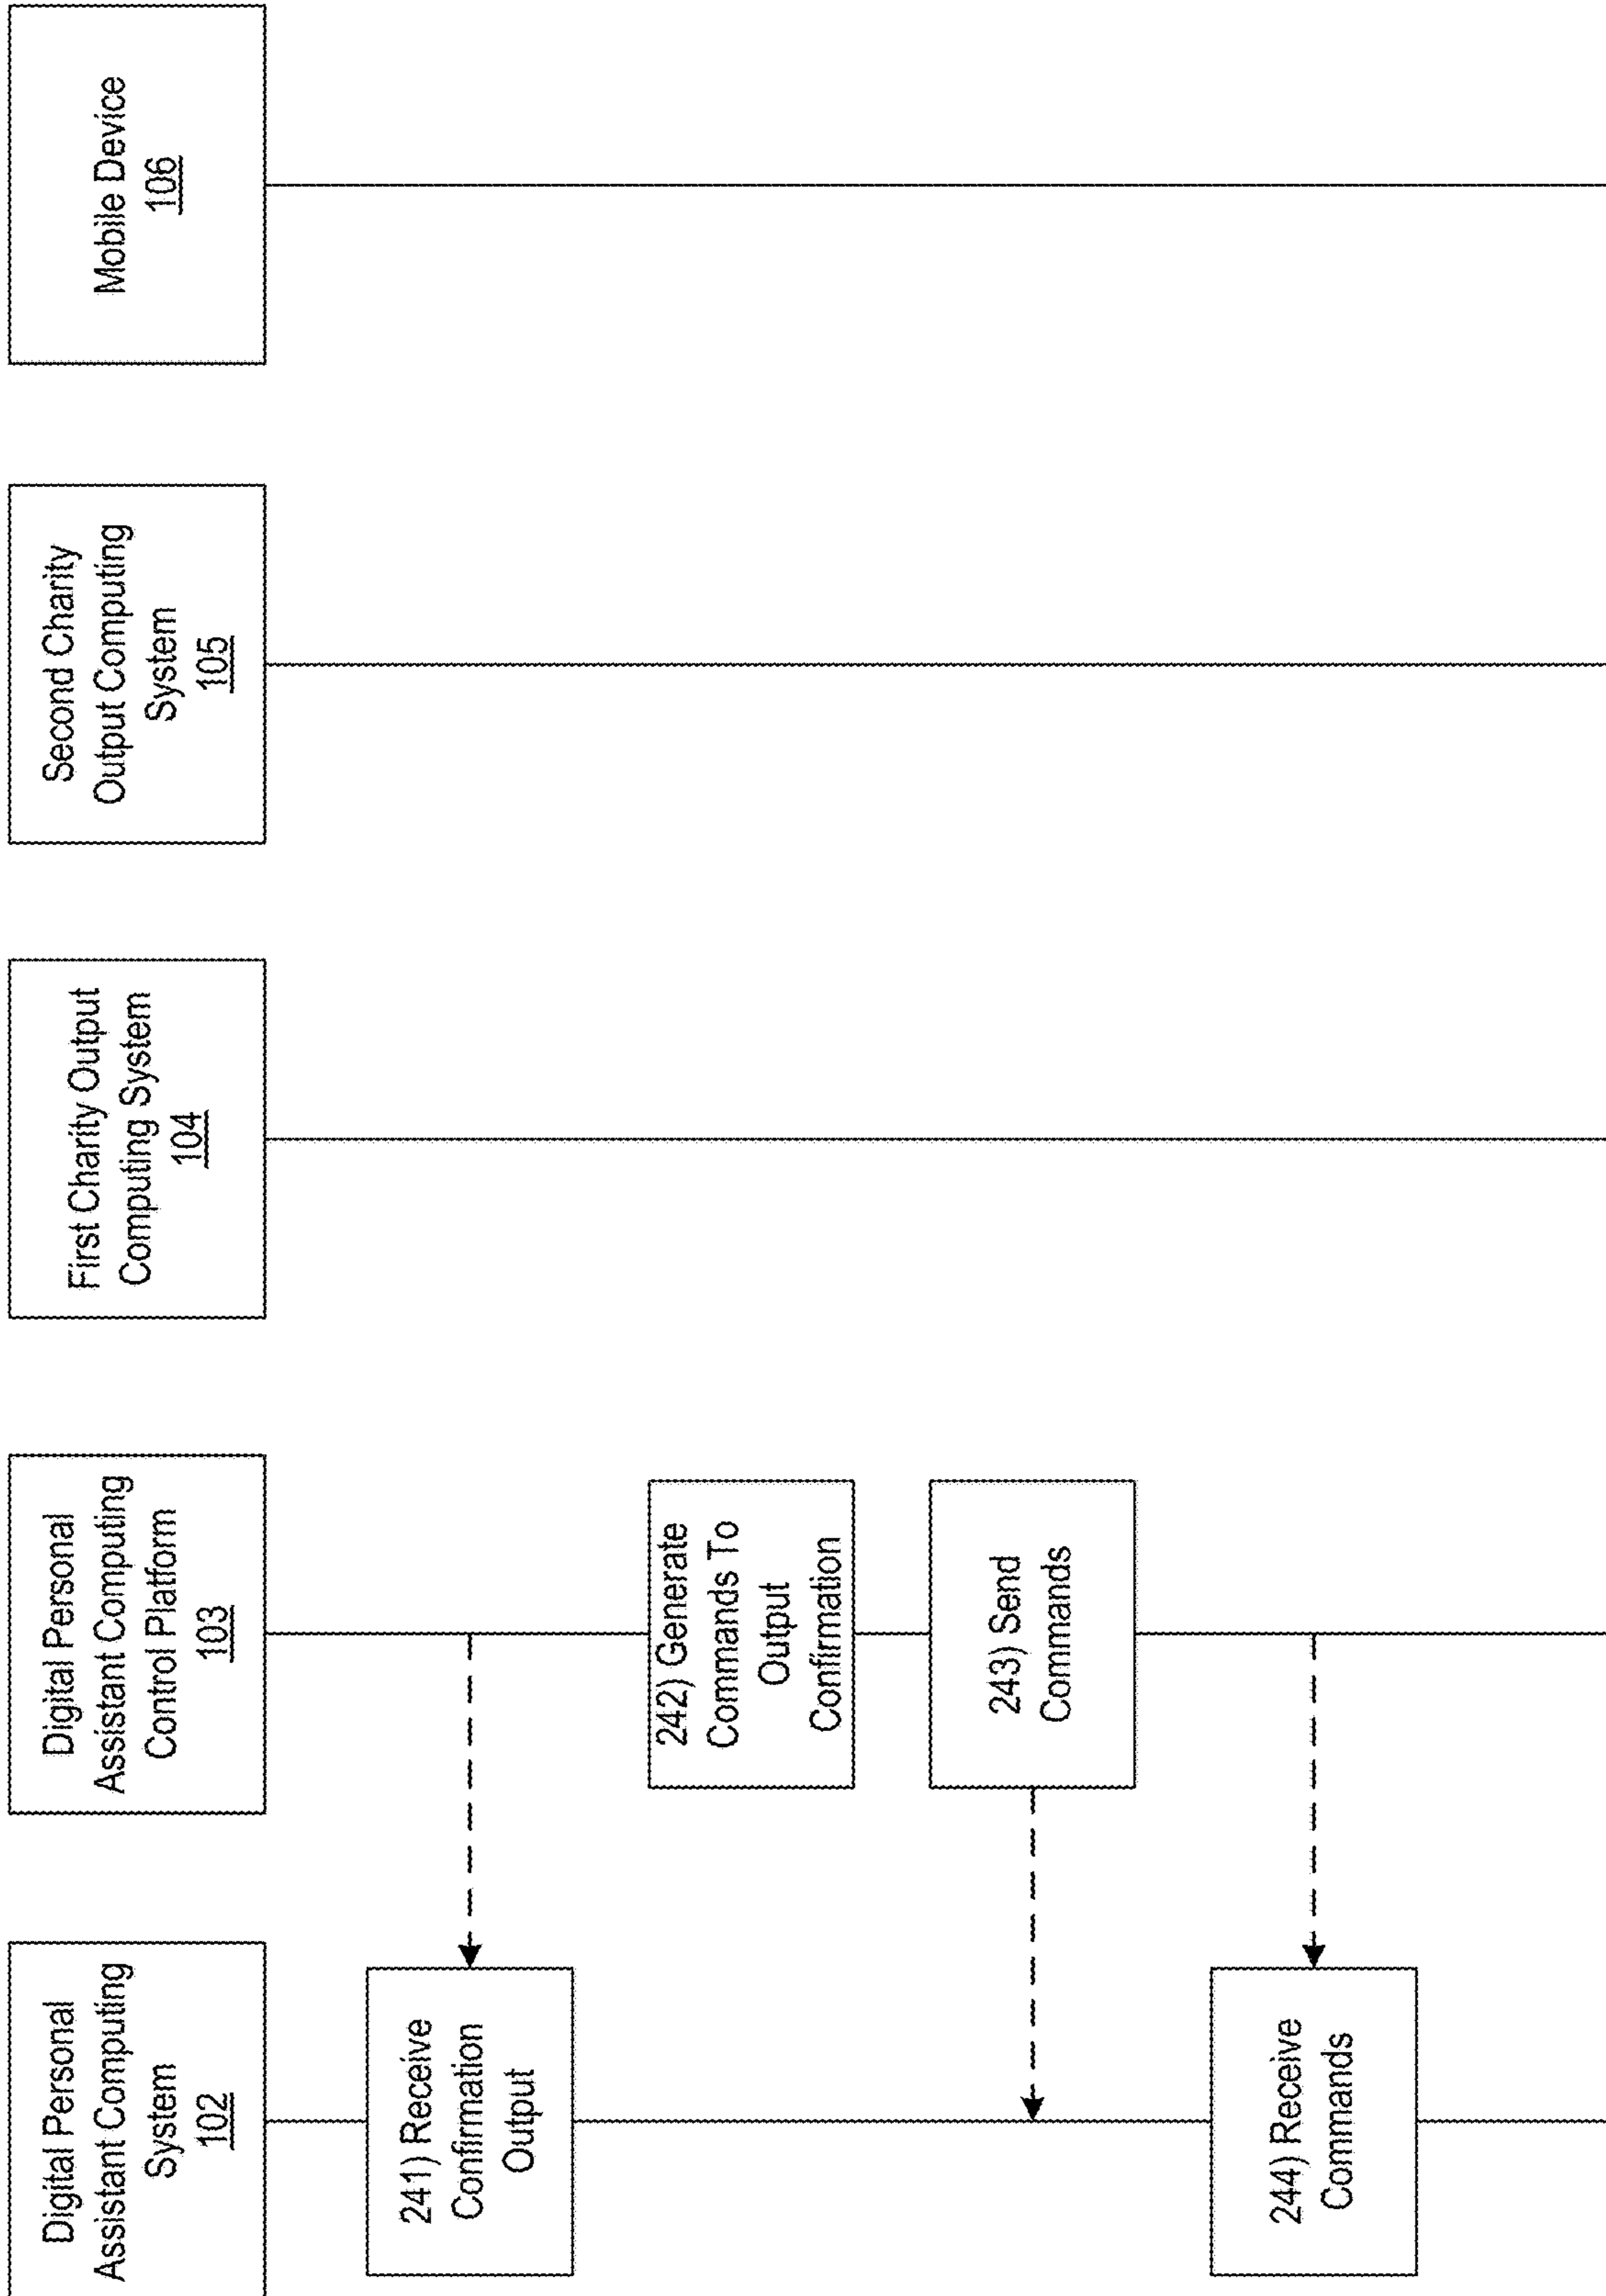 Digital Personal
Assistant Computing
System
102
Digital Personal
Assistant Computing
Control Platform
103
First Charity Output
Computing System
104
Second Charity
Output Computing
System
105
Mobile Device
106
241) Receive
Confirmation
Output
242) Generate
Commands To
Output
Confirmation
243) Send
Commands
244) Receive
Commands